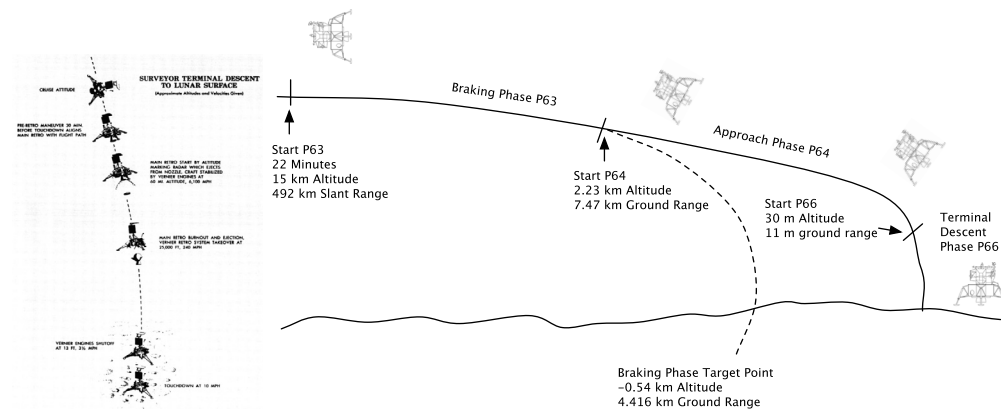 SURVEYOR TERMINAL DESCENT
TO LUNAR SURFACE
(Approximate Altitudes and Velocities Given)
CRUISE ATTITUDE
PRE-RETRO MANEUVER 30 MIN.
BEFORE TOUCHDOWN ALIGNS
MAIN RETRO WITH FLIGHT PATH
MAIN RETRO START BY ALTITUDE
MARKING RADAR WHICH EJECTS
FROM NOZZLE, CRAFT STABILIZED
BY VERNIER ENGINES AT
60 MI. ALTITUDE, 6,100 MPH
MAIN RETRO BURNOUT AND EJECTION,
VERNIER RETRO SYSTEM TAKEOVER AT
25,000 FT, 240 MPH
VERNIER ENGINES SHUTOFF
AT 13 FT, 3½ MPH
TOUCHDOWN AT 10 MPH
Braking Phase P63
Start P63
22 Minutes
15 km Altitude
492 km Slant Range
Approach Phase P64
Start P64
2.23 km Altitude
7.47 km Ground Range
Start P66
30 m Altitude
11 m ground range
Terminal
Descent
Phase P66
Braking Phase Target Point
-0.54 km Altitude
4.416 km Ground Range